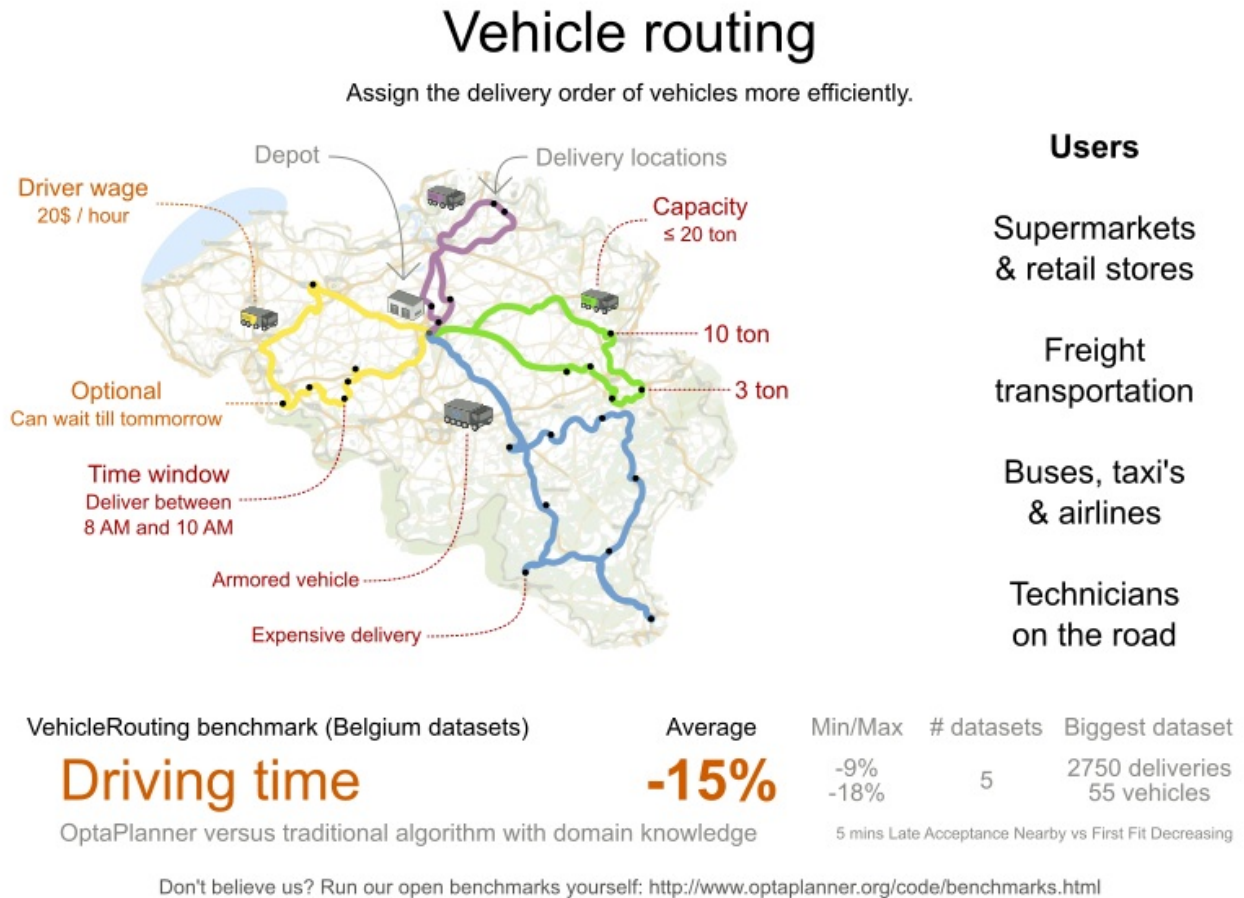 Vehicle routing
Assign the delivery order of vehicles more efficiently.
Depot
Delivery locations
Driver wage
20$ / hour
Capacity
≤ 20 ton
10 ton
3 ton
Optional
Can wait till tommorrow
Time window
Deliver between
8 AM and 10 AM
Armored vehicle
Expensive delivery
Users
Supermarkets
& retail stores
Freight
transportation
Buses, taxi's
& airlines
Technicians
on the road
VehicleRouting benchmark (Belgium datasets)
Average
Min/Max
# datasets
Biggest dataset
Driving time
-15%
-9%
-18%
5
2750 deliveries
55 vehicles
OptaPlanner versus traditional algorithm with domain knowledge
5 mins Late Acceptance Nearby vs First Fit Decreasing
Don't believe us? Run our open benchmarks yourself: http://www.optaplanner.org/code/benchmarks.html